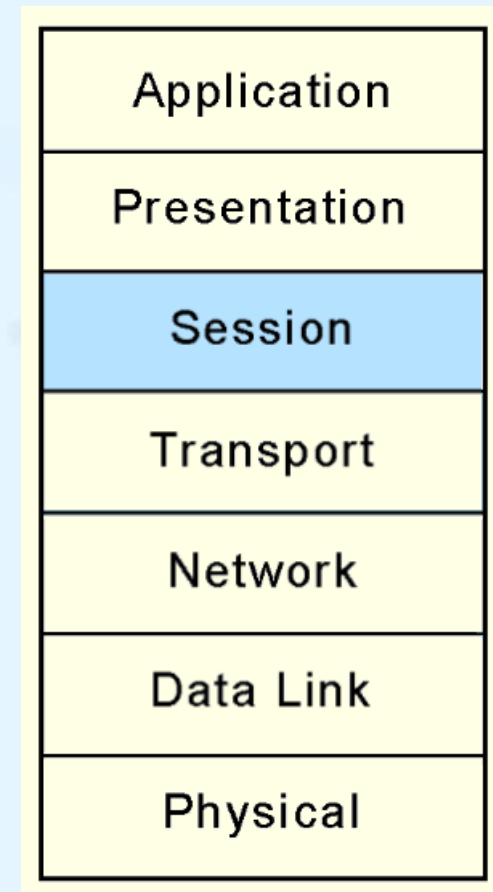 Application
Presentation
Session
Transport
Network
Data Link
Physical